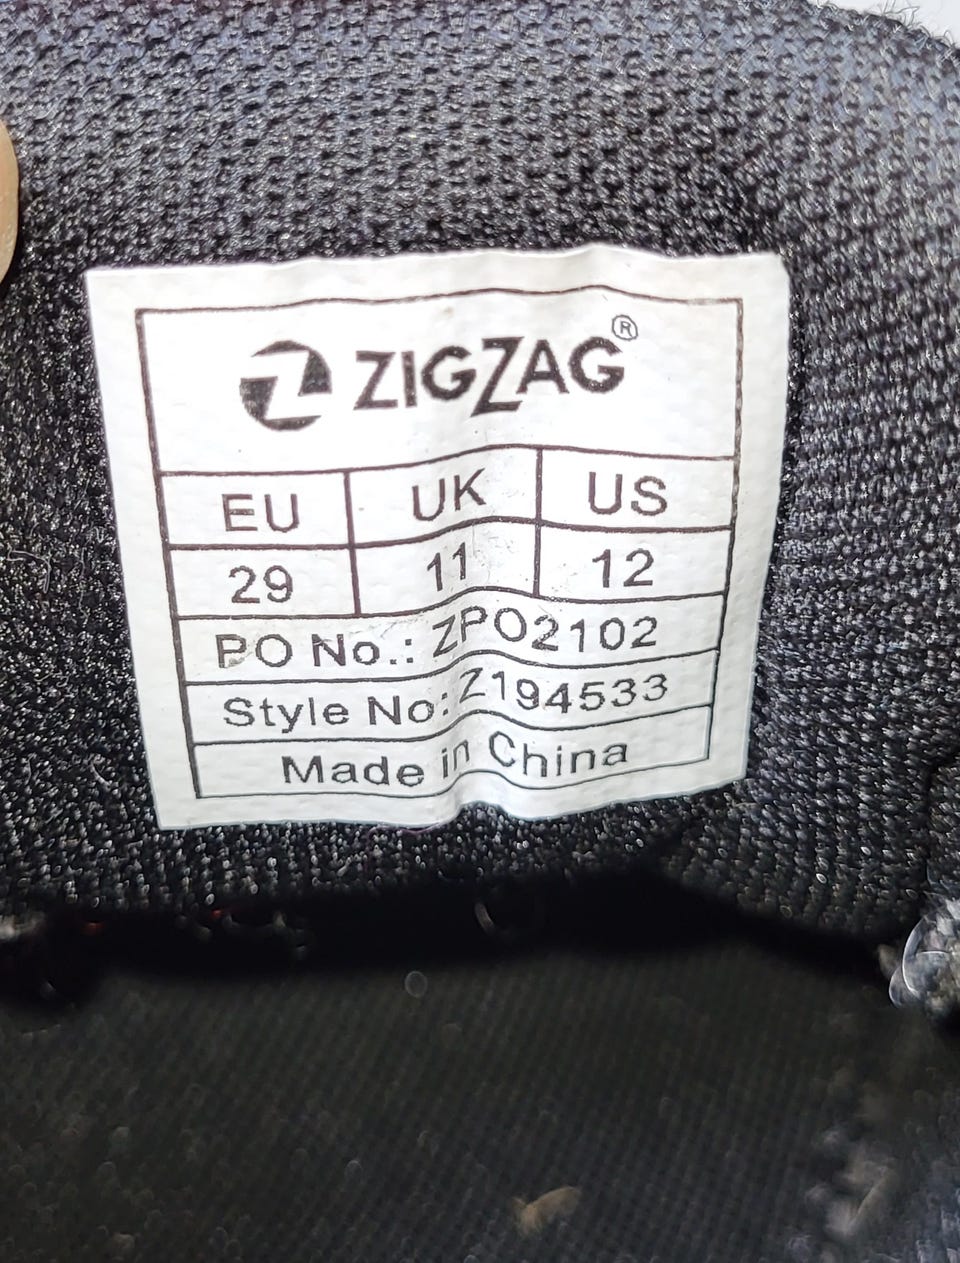 Z ZIGZAG®
EU UK US
29 11 12
PO No.: ZPO2102
Style No: Z194533
Made in China